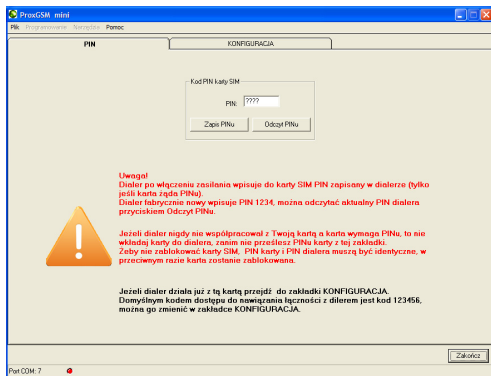 ProxGSM mini
Plik Programowanie Narzędzia Pomoc
PIN
KONFIGURACJA
Kod PIN karty SIM
PIN: ????
Zapis PINu Odczyt PINu
Uwaga!
Dialer po włączeniu zasilania wpisuje do karty SIM PIN zapisany w dialerze (tylko
jeśli karta żąda PINu).
Dialer fabrycznie nowy wpisuje PIN 1234, można odczytać aktualny PIN dialera
przyciskiem Odczyt PINu.
Jeżeli dialer nigdy nie współpracował z Twoją kartą a karta wymaga PINu, to nie
wkładaj karty do dialera, zanim nie prześlesz PINu karty z tej zakładki.
Żeby nie zablokować karty SIM, PIN karty i PIN dialera muszą być identyczne, w
przeciwnym razie karta zostanie zablokowana.
Jeżeli dialer działa już z tą kartą przejdź do zakładki KONFIGURACJA.
Domyślnym kodem dostępu do nawiązania łączności z dilerem jest kod 123456,
można go zmienić w zakładce KONFIGURACJA.
Zakończ
Port COM: 7